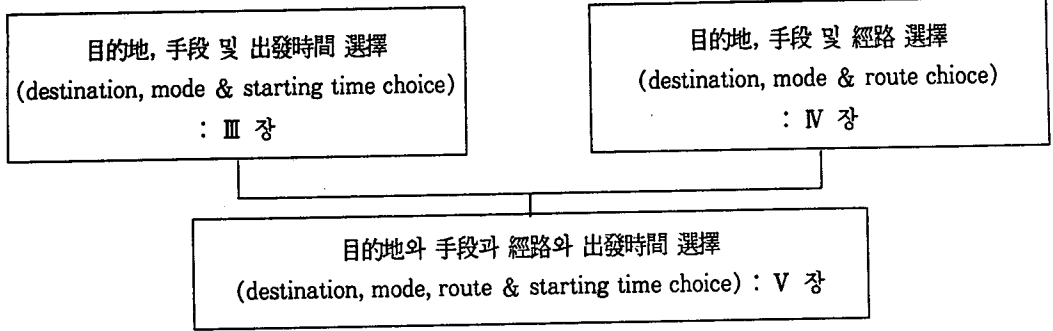 目的地, 手段 및 出發時間 選擇
(destination, mode & starting time choice)
: Ⅲ 장
目的地, 手段 및 經路 選擇
(destination, mode & route chioce)
: Ⅳ 장
目的地와 手段과 經路와 出發時間 選擇
(destination, mode, route & starting time choice) : Ⅴ 장